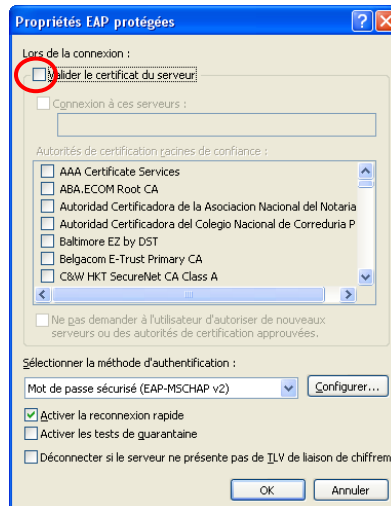 Propriétés EAP protégées
Lors de la connexion :
Valider le certificat du serveur
Connexion à ces serveurs :
Autorités de certification racines de confiance :
AAA Certificate Services
ABA.ECOM Root CA
Autoridad Certificadora de la Asociacion Nacional del Notaria
Autoridad Certificadora del Colegio Nacional de Correduria P
Baltimore EZ by DST
Belgacom E-Trust Primary CA
C&W HKT SecureNet CA Class A
Ne pas demander à l'utilisateur d'autoriser de nouveaux
serveurs ou des autorités de certification approuvées.
Sélectionner la méthode d'authentification :
Mot de passe sécurisé (EAP-MSCHAP v2)
Configurer...
Activer la reconnexion rapide
Activer les tests de quarantaine
Déconnecter si le serveur ne présente pas de TLV de liaison de chiffrem
OK
Annuler